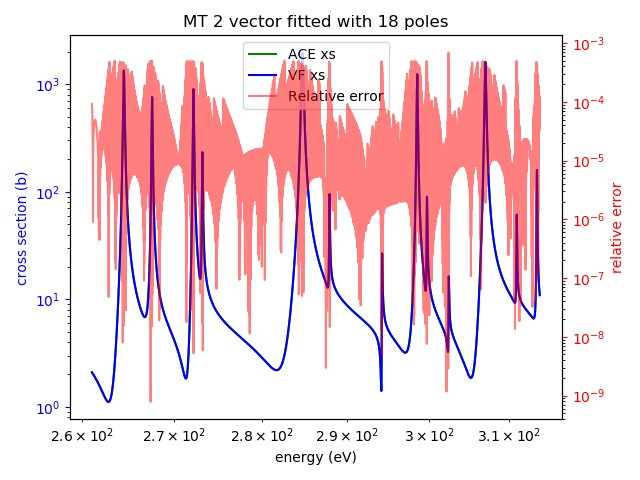 MT 2 vector fitted with 18 poles
ACE xs
VF xs
Relative error
cross section (b)
10³
10²
10¹
10⁰
relative error
10⁻³
10⁻⁴
10⁻⁵
10⁻⁶
10⁻⁷
10⁻⁸
10⁻⁹
2.6 × 10² 2.7 × 10² 2.8 × 10² 2.9 × 10² 3 × 10² 3.1 × 10²
energy (eV)